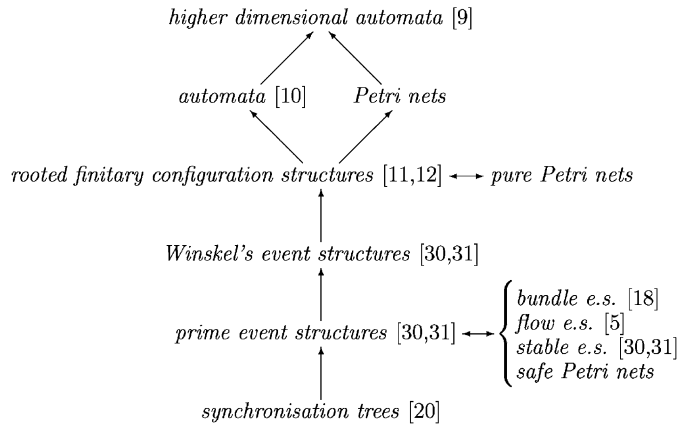 higher dimensional automata [9]
automata [10]
Petri nets
rooted finitary configuration structures [11,12]
pure Petri nets
Winskel's event structures [30,31]
bundle e.s. [18]
flow e.s. [5]
prime event structures [30,31]
stable e.s. [30,31]
safe Petri nets
synchronisation trees [20]